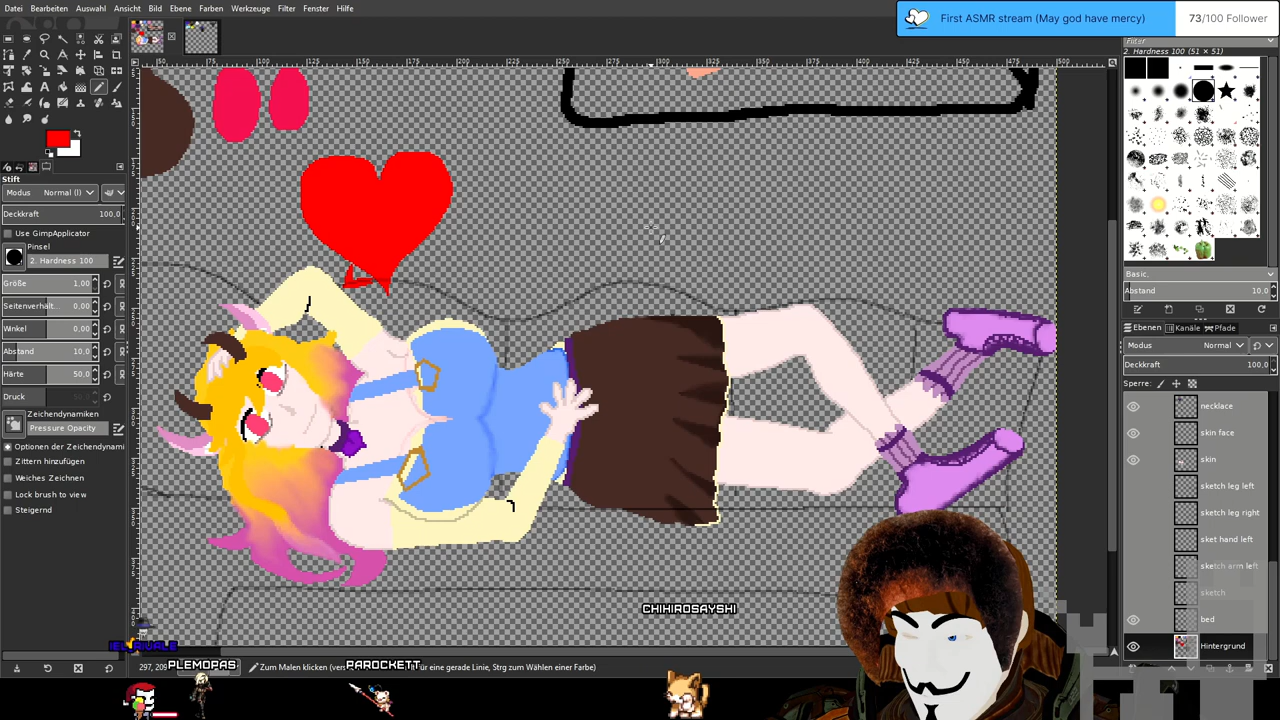 Datei Bearbeiten Auswahl Ansicht Bild Ebene Farben Werkzeuge Filter Fenster Hilfe
First ASMR stream (May god have mercy) 73/100 Follower
Filter
2. Hardness 100 (51 × 51)
Stift
Modus Normal (l)
Deckkraft 100,0
Use GimpApplicator
Pinsel
2. Hardness 100
Größe 1,00
Seitenverhält... 0,00
Winkel 0,00
Abstand 10,0
Härte 50,0
Druck
Zeichendynamiken
Pressure Opacity
Optionen der Zeichendynami
Zittern hinzufügen
Weiches Zeichnen
Lock brush to view
Steigernd
Basic,
Abstand 10,0
Ebenen Kanäle Pfade
Modus Normal
Deckkraft 100,0
Sperre:
necklace
skin face
skin
sketch leg left
sketch leg right
sket hand left
sketch arm left
sketch
bed
Hintergrund
CHIHIROSAYSHI
PLEMOPAS
PAROCKETT
Zum Malen klicken
für eine gerade Linie, Strg zum Wählen einer Farbe)